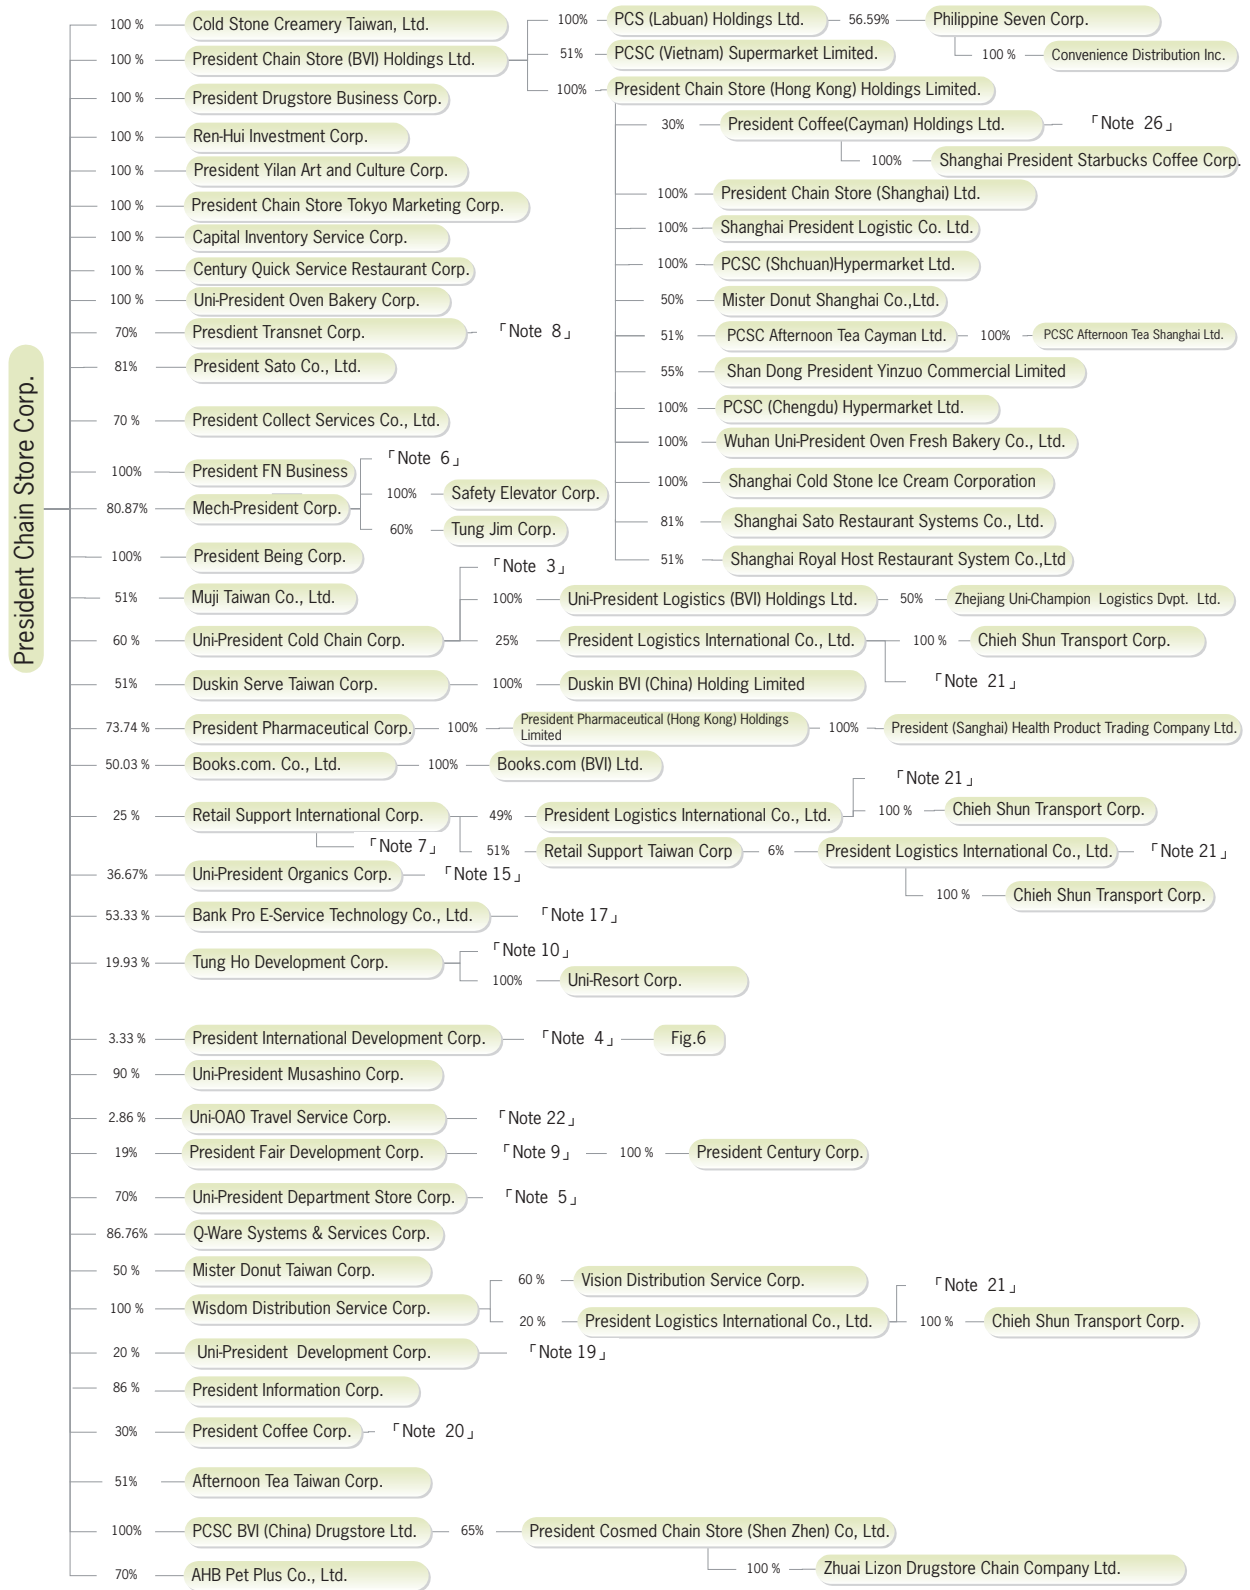 President Chain Store Corp.
100 % Cold Stone Creamery Taiwan, Ltd. 100% PCS (Labuan) Holdings Ltd. 56.59% Philippine Seven Corp.
100 % President Chain Store (BVI) Holdings Ltd. 51% PCSC (Vietnam) Supermarket Limited. 100 % Convenience Distribution Inc.
100 % President Drugstore Business Corp. 100% President Chain Store (Hong Kong) Holdings Limited.
100 % Ren-Hui Investment Corp. 30% President Coffee(Cayman) Holdings Ltd. 「Note 26」
100 % President Yilan Art and Culture Corp. 100% Shanghai President Starbucks Coffee Corp.
100 % President Chain Store Tokyo Marketing Corp. 100% President Chain Store (Shanghai) Ltd.
100 % Capital Inventory Service Corp. 100% Shanghai President Logistic Co. Ltd.
100 % Century Quick Service Restaurant Corp. 100% PCSC (Shchuan)Hypermarket Ltd.
100 % Uni-President Oven Bakery Corp. 50% Mister Donut Shanghai Co.,Ltd.
70% Presdient Transnet Corp. 「Note 8」 51% PCSC Afternoon Tea Cayman Ltd. 100% PCSC Afternoon Tea Shanghai Ltd.
81% President Sato Co., Ltd. 55% Shan Dong President Yinzuo Commercial Limited
70 % President Collect Services Co., Ltd. 100% PCSC (Chengdu) Hypermarket Ltd.
100% Wuhan Uni-President Oven Fresh Bakery Co., Ltd.
100% President FN Business 「Note 6」
100% Safety Elevator Corp. 100% Shanghai Cold Stone Ice Cream Corporation
80.87% Mech-President Corp. 60% Tung Jim Corp. 81% Shanghai Sato Restaurant Systems Co., Ltd.
100% President Being Corp. 「Note 3」 51% Shanghai Royal Host Restaurant System Co.,Ltd
51% Muji Taiwan Co., Ltd. 100% Uni-President Logistics (BVI) Holdings Ltd. 50% Zhejiang Uni-Champion Logistics Dvpt. Ltd.
60 % Uni-President Cold Chain Corp. 25% President Logistics International Co., Ltd. 100 % Chieh Shun Transport Corp.
51% Duskin Serve Taiwan Corp. 100% Duskin BVI (China) Holding Limited 「Note 21」
73.74 % President Pharmaceutical Corp. 100% President Pharmaceutical (Hong Kong) Holdings
Limited 100% President (Sanghai) Health Product Trading Company Ltd.
50.03 % Books.com. Co., Ltd. 100% Books.com (BVI) Ltd.
「Note 21」
25 % Retail Support International Corp. 49% President Logistics International Co., Ltd. 100 % Chieh Shun Transport Corp.
「Note 7」 51% Retail Support Taiwan Corp 6% President Logistics International Co., Ltd. 「Note 21」
36.67% Uni-President Organics Corp. 「Note 15」 100 % Chieh Shun Transport Corp.
53.33 % Bank Pro E-Service Technology Co., Ltd. 「Note 17」
「Note 10」
19.93 % Tung Ho Development Corp.
100% Uni-Resort Corp.
3.33 % President International Development Corp. 「Note 4」 Fig.6
90 % Uni-President Musashino Corp.
2.86 % Uni-OAO Travel Service Corp. 「Note 22」
19% President Fair Development Corp. 「Note 9」 100 % President Century Corp.
70% Uni-President Department Store Corp. 「Note 5」
86.76% Q-Ware Systems & Services Corp.
50 % Mister Donut Taiwan Corp. 60 % Vision Distribution Service Corp. 「Note 21」
100 % Wisdom Distribution Service Corp. 20 % President Logistics International Co., Ltd. 100 % Chieh Shun Transport Corp.
20 % Uni-President Development Corp. 「Note 19」
86 % President Information Corp.
30% President Coffee Corp. 「Note 20」
51% Afternoon Tea Taiwan Corp.
100% PCSC BVI (China) Drugstore Ltd. 65% President Cosmed Chain Store (Shen Zhen) Co, Ltd.
70% AHB Pet Plus Co., Ltd. 100 % Zhuai Lizon Drugstore Chain Company Ltd.